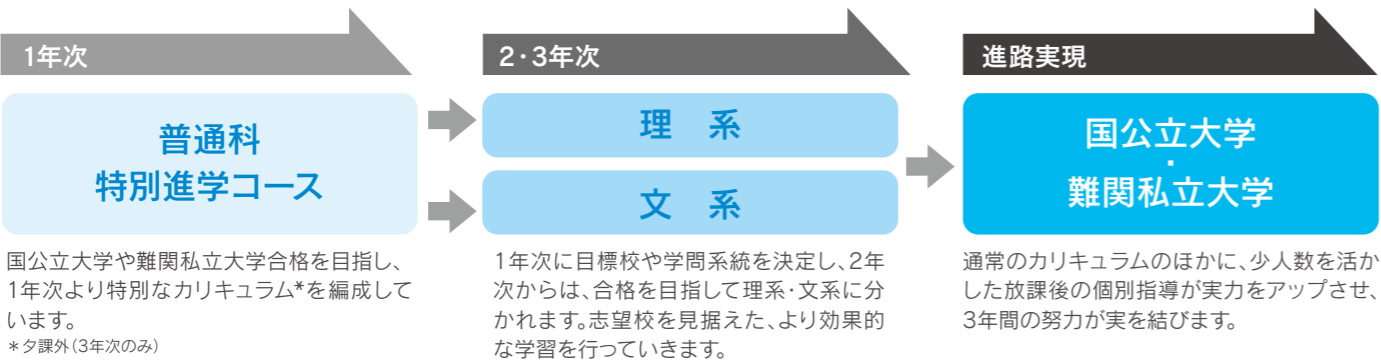 1年次
普通科
特別進学コース
国公立大学や難関私立大学合格を目指し、
1年次より特別なカリキュラム*を編成して
います。
*夕課外(3年次のみ)
2・3年次
理 系
文 系
1年次に目標校や学問系統を決定し、2年
次からは、合格を目指して理系・文系に分
かれます。志望校を見据えた、より効果的
な学習を行っていきます。
進路実現
国公立大学
・
難関私立大学
通常のカリキュラムのほかに、少人数を活か
した放課後の個別指導が実力をアップさせ、
3年間の努力が実を結びます。